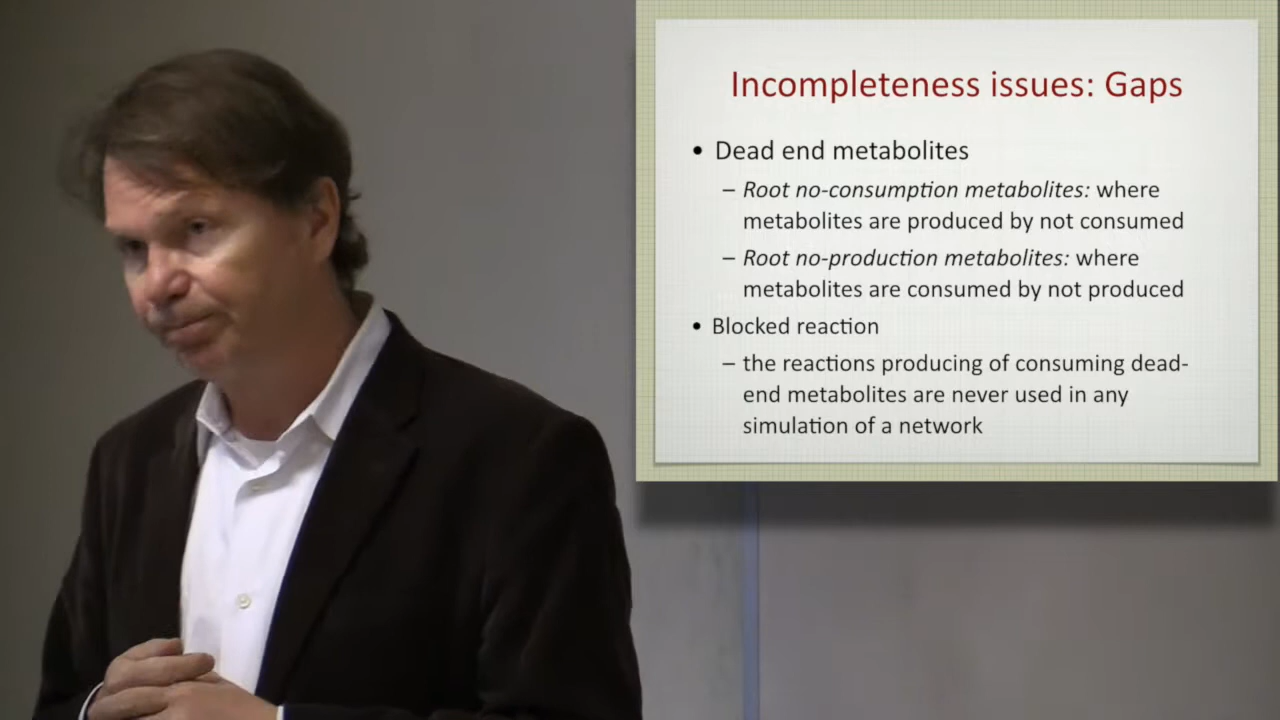 Incompleteness issues: Gaps
• Dead end metabolites
– Root no-consumption metabolites: where
metabolites are produced by not consumed
– Root no-production metabolites: where
metabolites are consumed by not produced
• Blocked reaction
– the reactions producing of consuming dead-
end metabolites are never used in any
simulation of a network